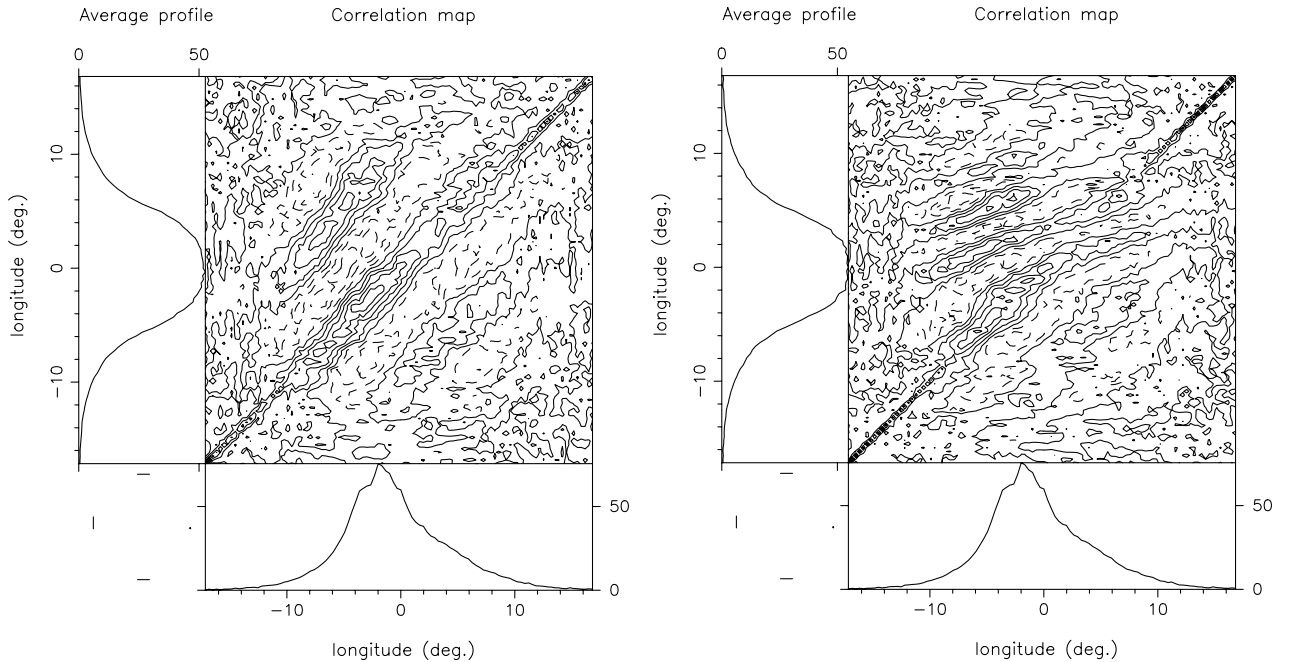 Average profile Correlation map Average profile Correlation map
0 50 0 50
10 10
longitude (deg.) longitude (deg.)
0 0
−10 −10
50 50
0 0
−10 0 10 −10 0 10
longitude (deg.) longitude (deg.)